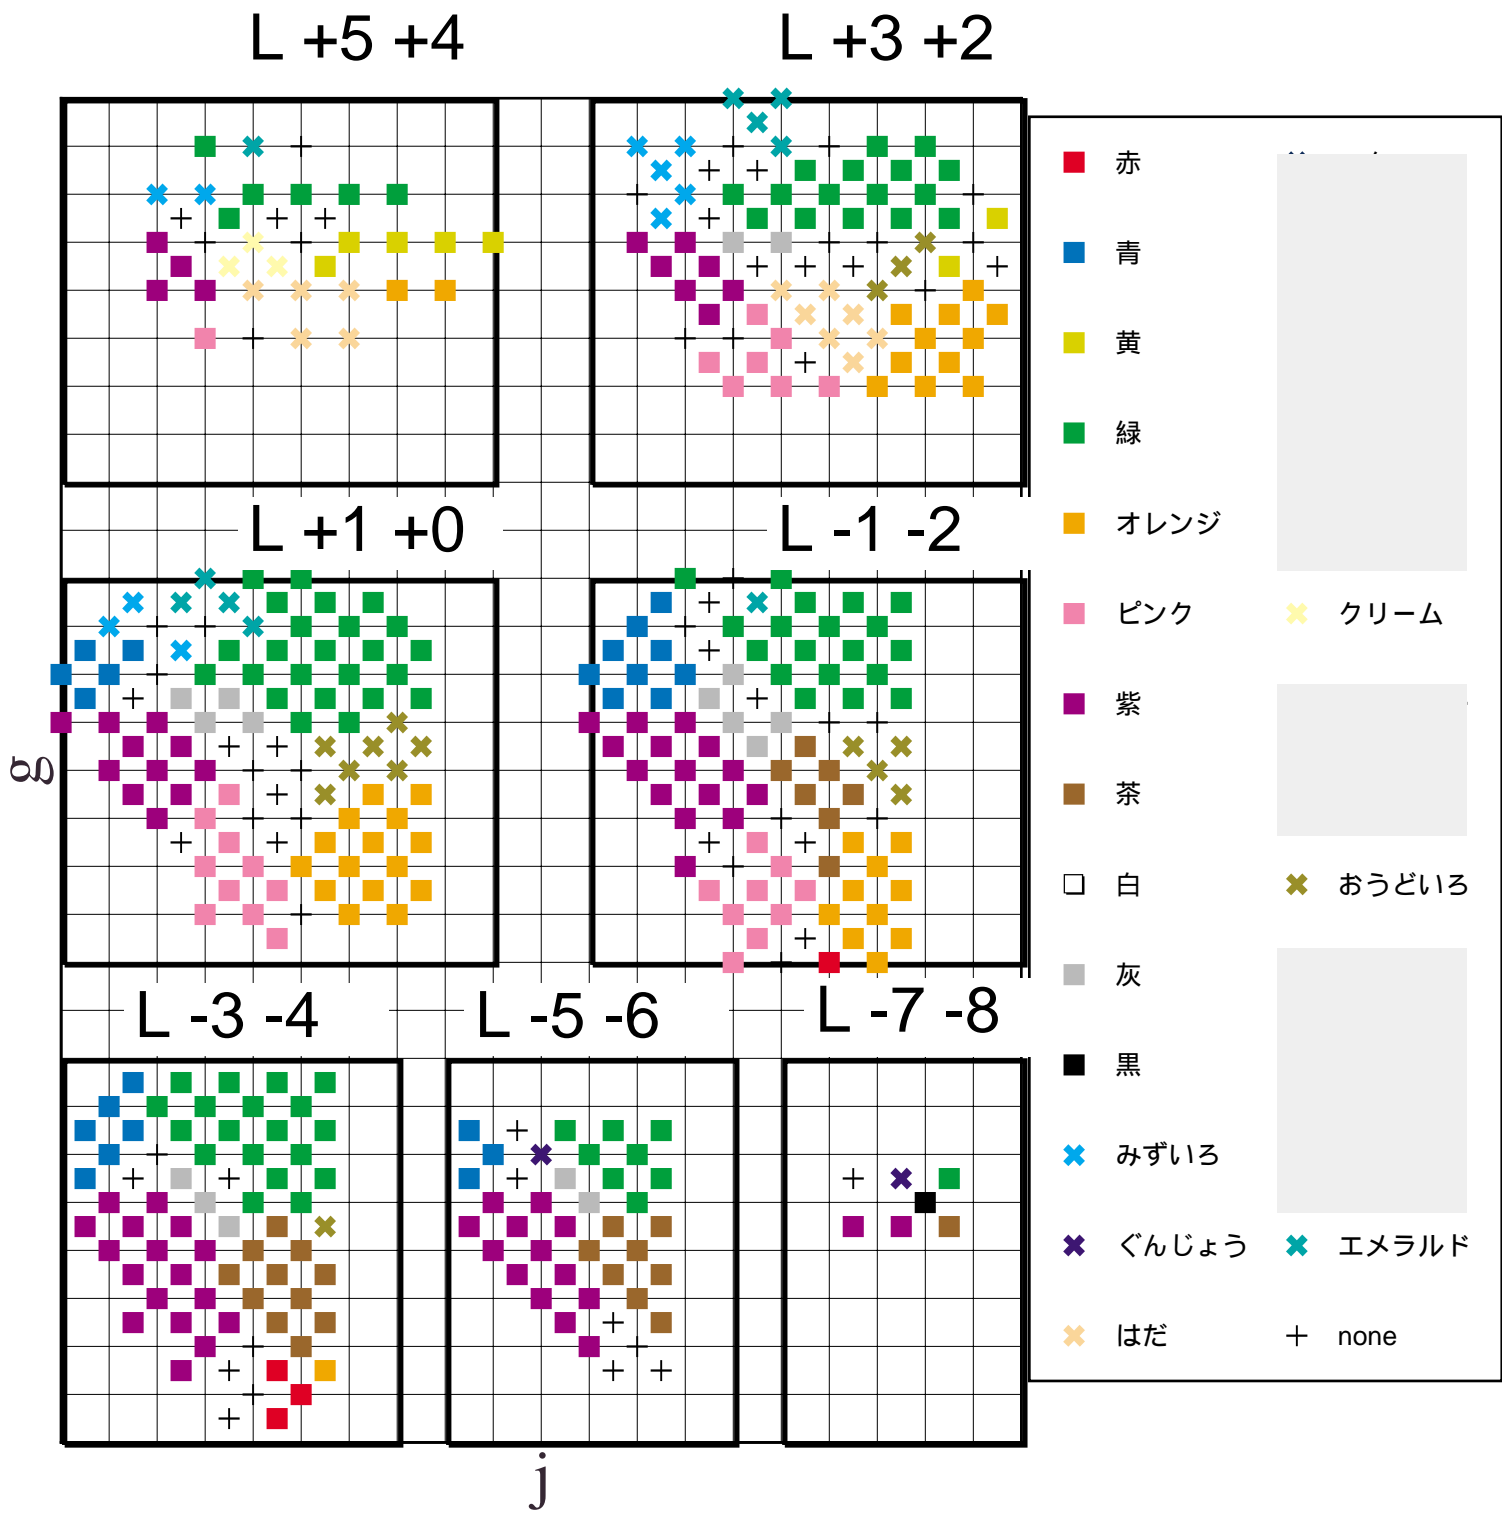 L +5 +4
L +3 +2
L +1 +0
L -1 -2
L -3 -4
L -5 -6
L -7 -8
g
j
赤
青
黄
緑
オレンジ
ピンク
クリーム
紫
茶
白
おうどいろ
灰
黒
みずいろ
ぐんじょう
エメラルド
はだ
none